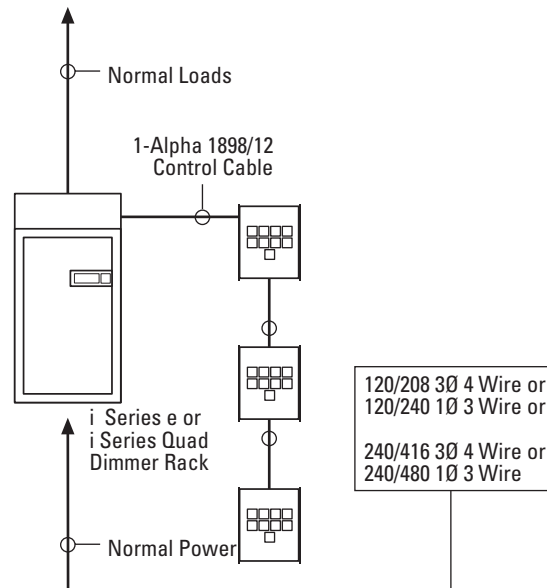 Normal Loads
1-Alpha 1898/12
Control Cable
i Series e or
i Series Quad
Dimmer Rack
Normal Power
120/208 3Ø 4 Wire or
120/240 1Ø 3 Wire or
240/416 3Ø 4 Wire or
240/480 1Ø 3 Wire